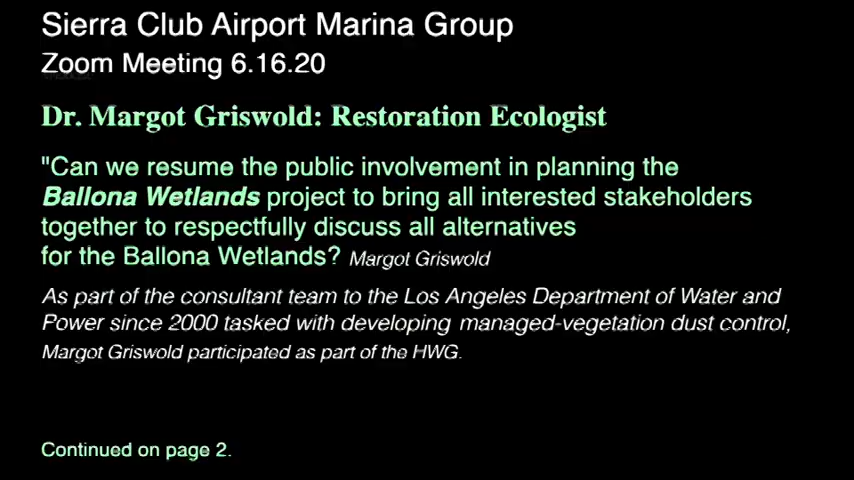 Sierra Club Airport Marina Group
Zoom Meeting 6.16.20
Dr. Margot Griswold: Restoration Ecologist
"Can we resume the public involvement in planning the
Ballona Wetlands project to bring all interested stakeholders
together to respectfully discuss all alternatives
for the Ballona Wetlands? Margot Griswold
As part of the consultant team to the Los Angeles Department of Water and
Power since 2000 tasked with developing managed-vegetation dust control,
Margot Griswold participated as part of the HWG.
Continued on page 2.